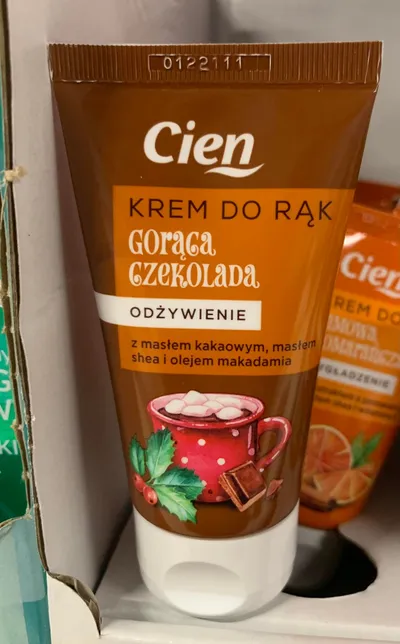 0122111
Cien
KREM DO RĄK
GORĄCA
CZEKOLADA
ODŻYWIENIE
z masłem kakaowym, masłem
shea i olejem makadamia
Cien
KREM DO